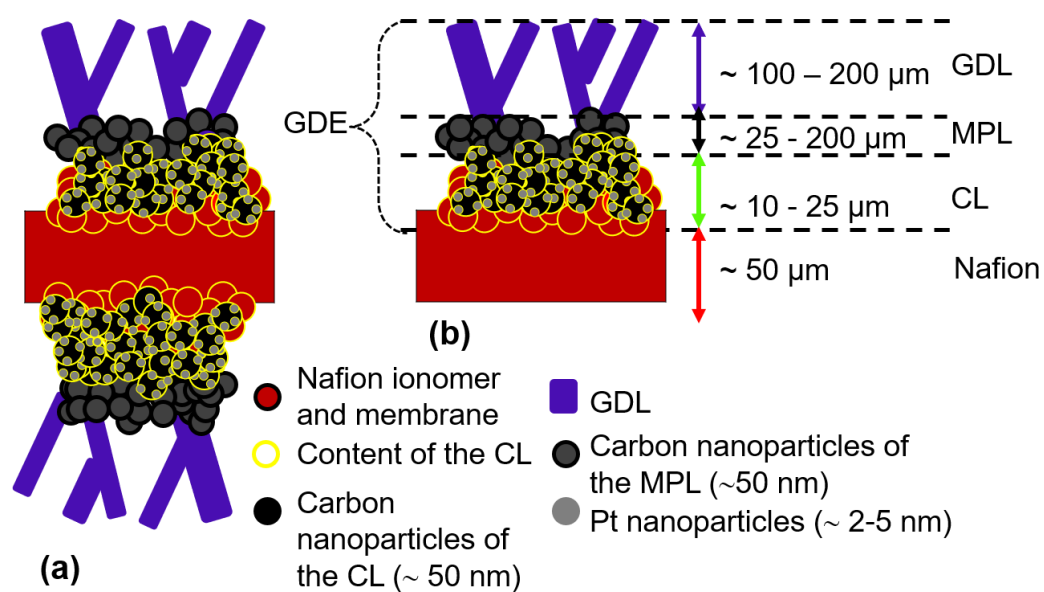 GDE
~ 100 – 200 µm
GDL
~ 25 - 200 µm
MPL
~ 10 - 25 µm
CL
~ 50 µm
Nafion
(b)
Nafion ionomer
and membrane
Content of the CL
Carbon
nanoparticles of
the CL (~ 50 nm)
GDL
Carbon nanoparticles of
the MPL (~50 nm)
Pt nanoparticles (~ 2-5 nm)
(a)